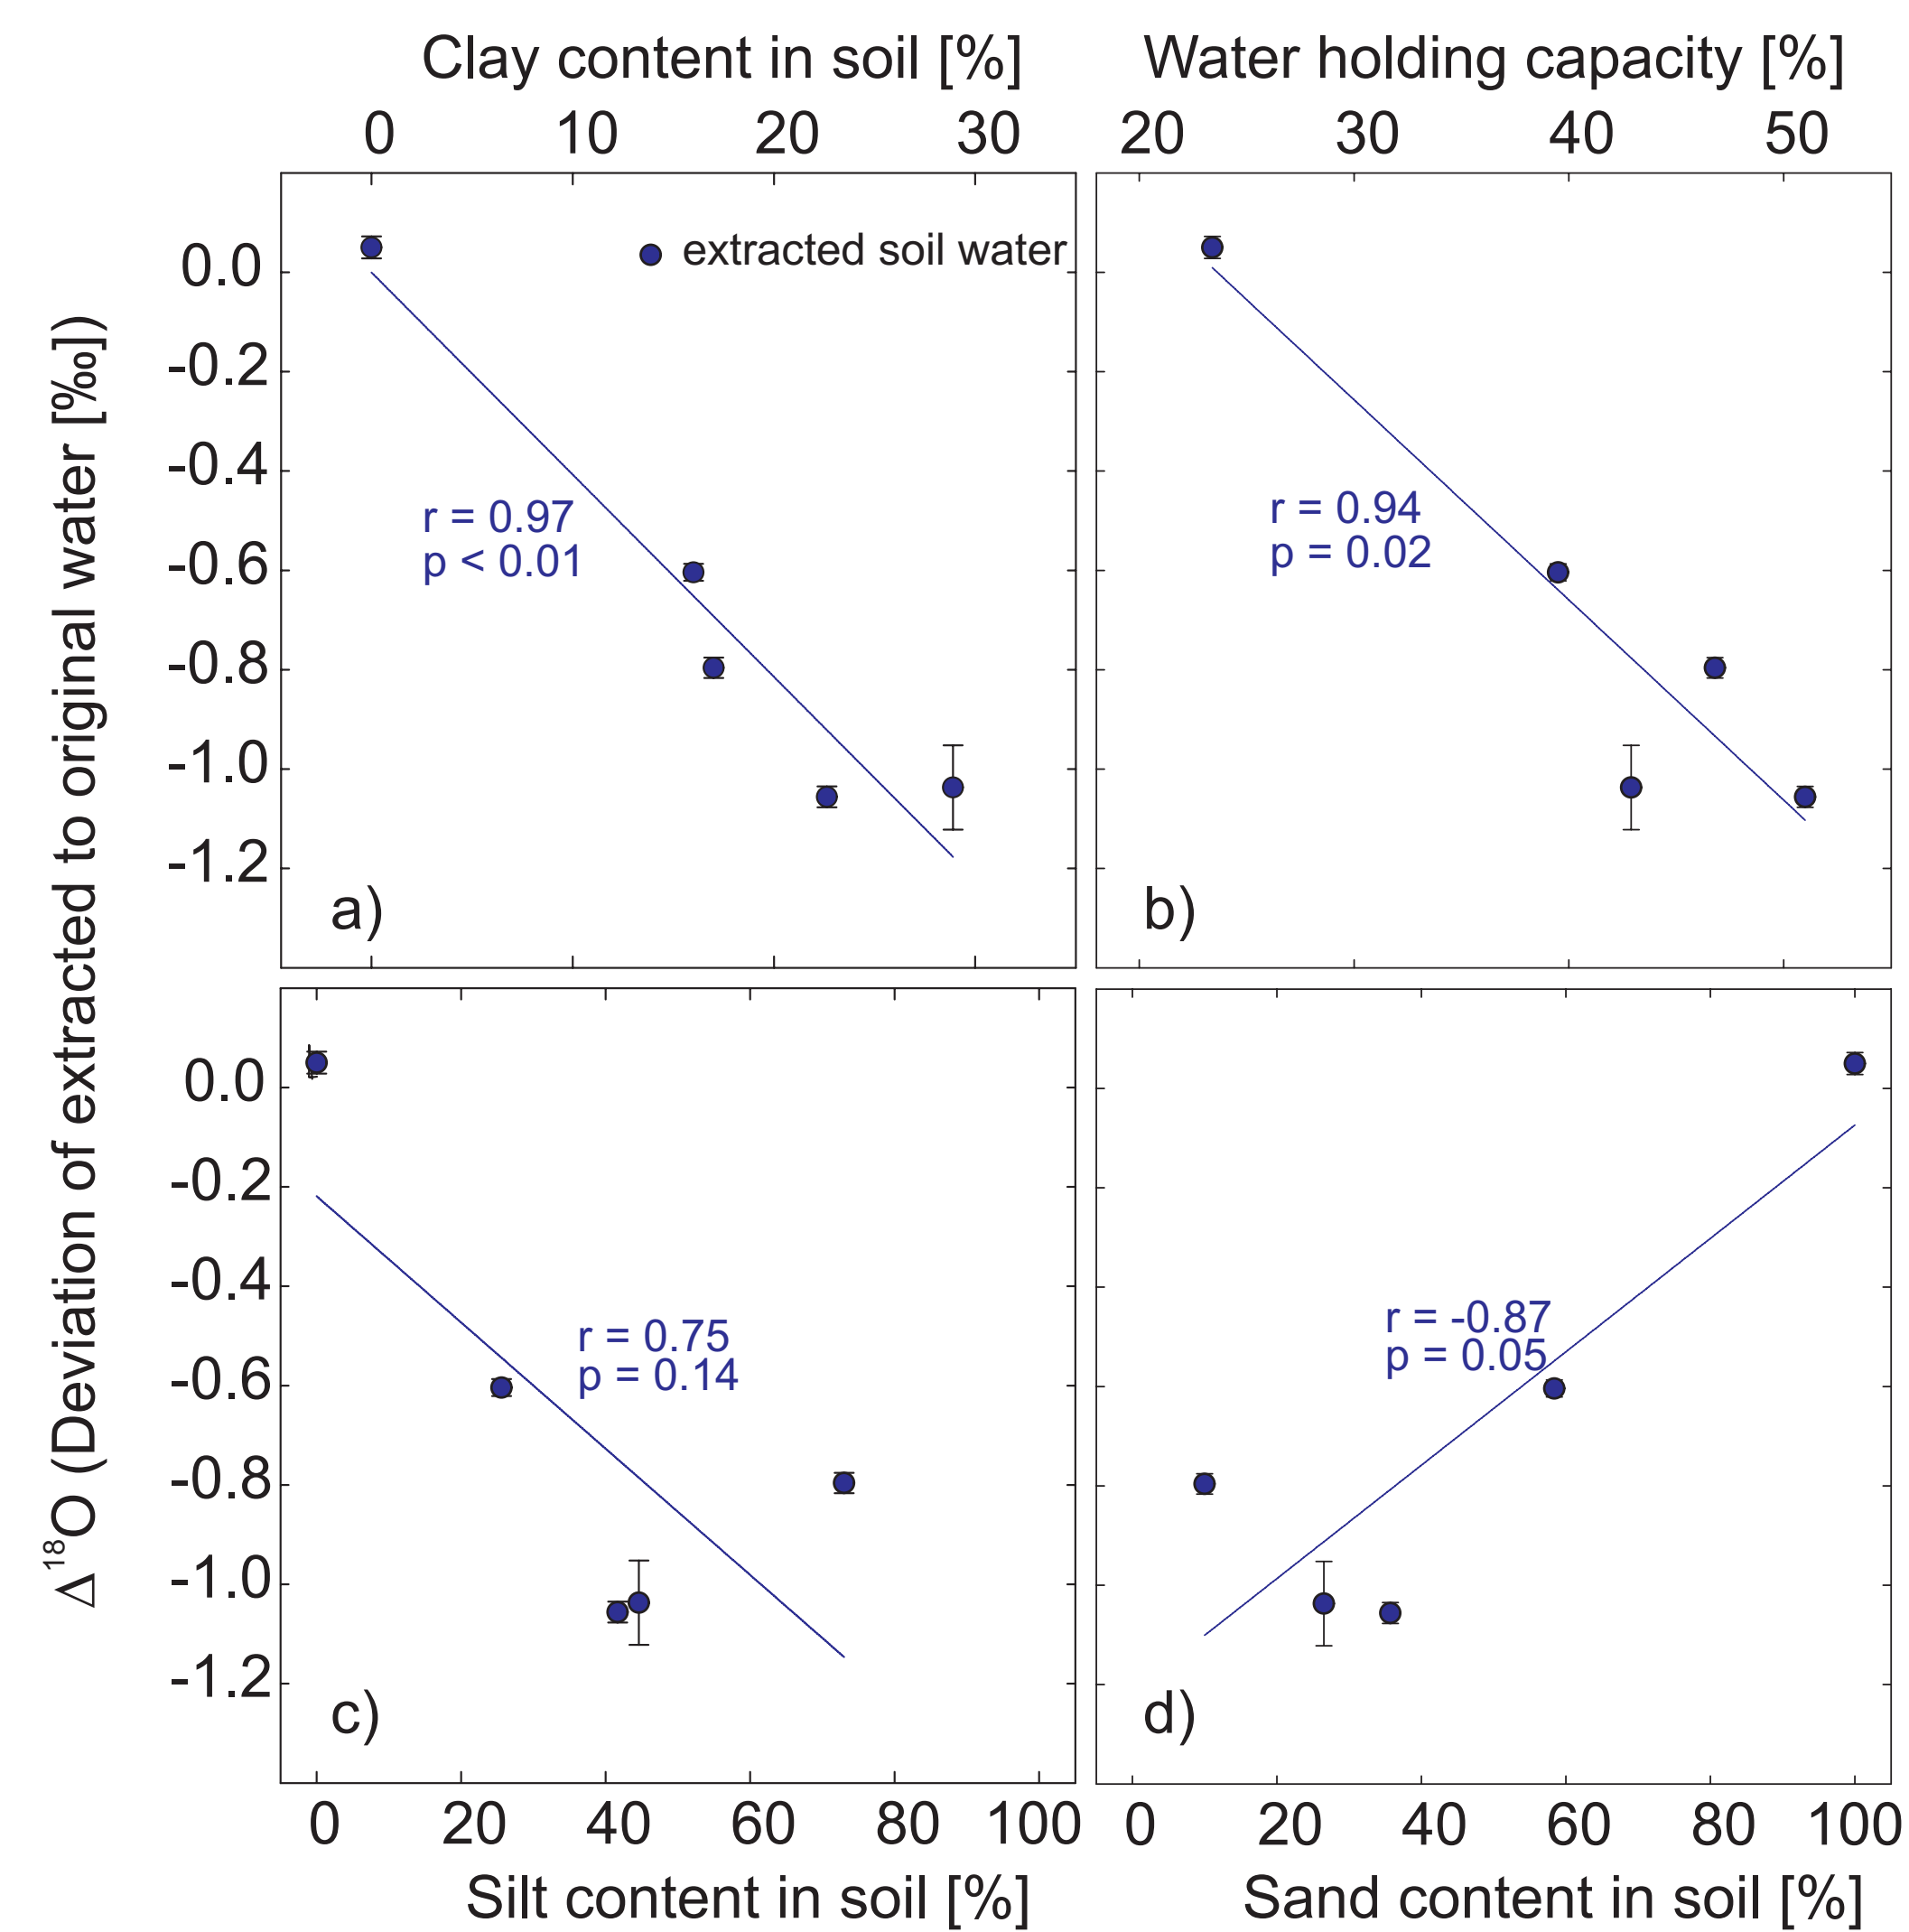 Clay content in soil [%]
Water holding capacity [%]
0 10 20 30
20 30 40 50
Δ18O (Deviation of extracted to original water [‰])
0.0
-0.2
-0.4
-0.6
-0.8
-1.0
-1.2
extracted soil water
r = 0.97
p < 0.01
a)
r = 0.94
p = 0.02
b)
0.0
-0.2
-0.4
-0.6
-0.8
-1.0
-1.2
r = 0.75
p = 0.14
c)
r = -0.87
p = 0.05
d)
0 20 40 60 80 100
0 20 40 60 80 100
Silt content in soil [%]
Sand content in soil [%]